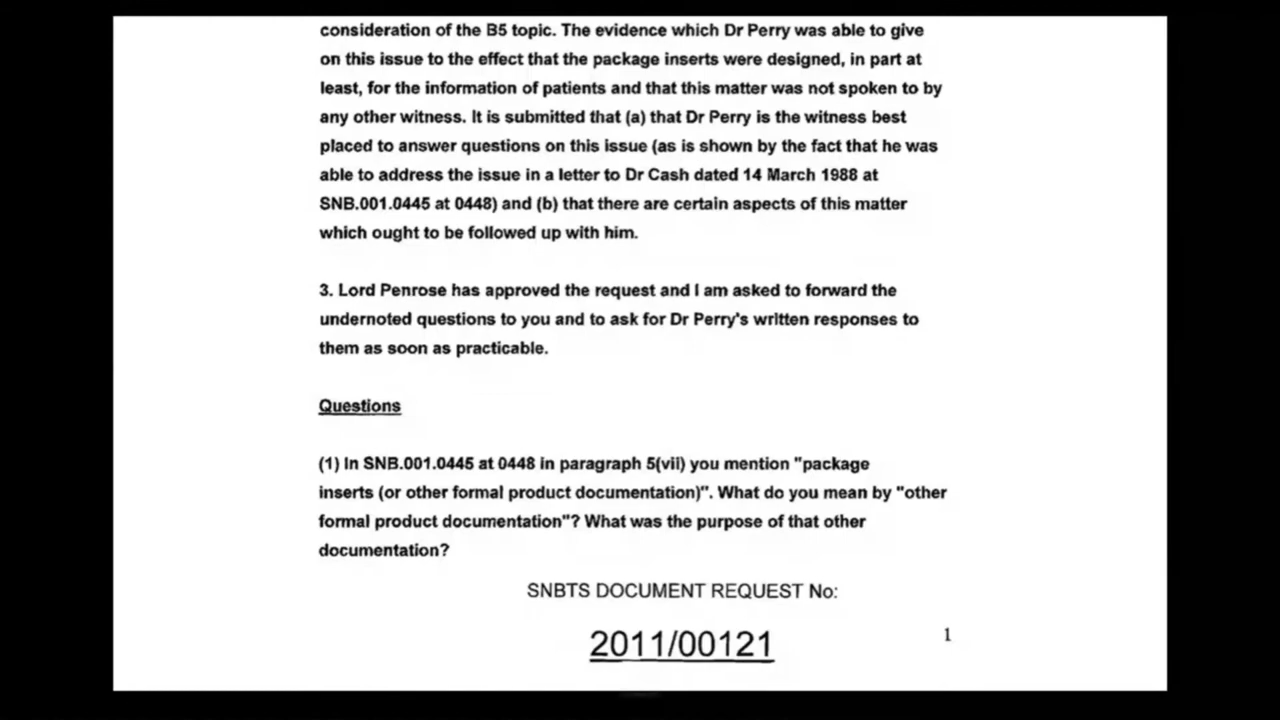 consideration of the B5 topic. The evidence which Dr Perry was able to give
on this issue to the effect that the package inserts were designed, in part at
least, for the information of patients and that this matter was not spoken to by
any other witness. It is submitted that (a) that Dr Perry is the witness best
placed to answer questions on this issue (as is shown by the fact that he was
able to address the issue in a letter to Dr Cash dated 14 March 1988 at
SNB.001.0445 at 0448) and (b) that there are certain aspects of this matter
which ought to be followed up with him.
3. Lord Penrose has approved the request and I am asked to forward the
undernoted questions to you and to ask for Dr Perry's written responses to
them as soon as practicable.
Questions
(1) In SNB.001.0445 at 0448 in paragraph 5(vii) you mention "package
inserts (or other formal product documentation)". What do you mean by "other
formal product documentation"? What was the purpose of that other
documentation?
SNBTS DOCUMENT REQUEST No:
2011/00121
1